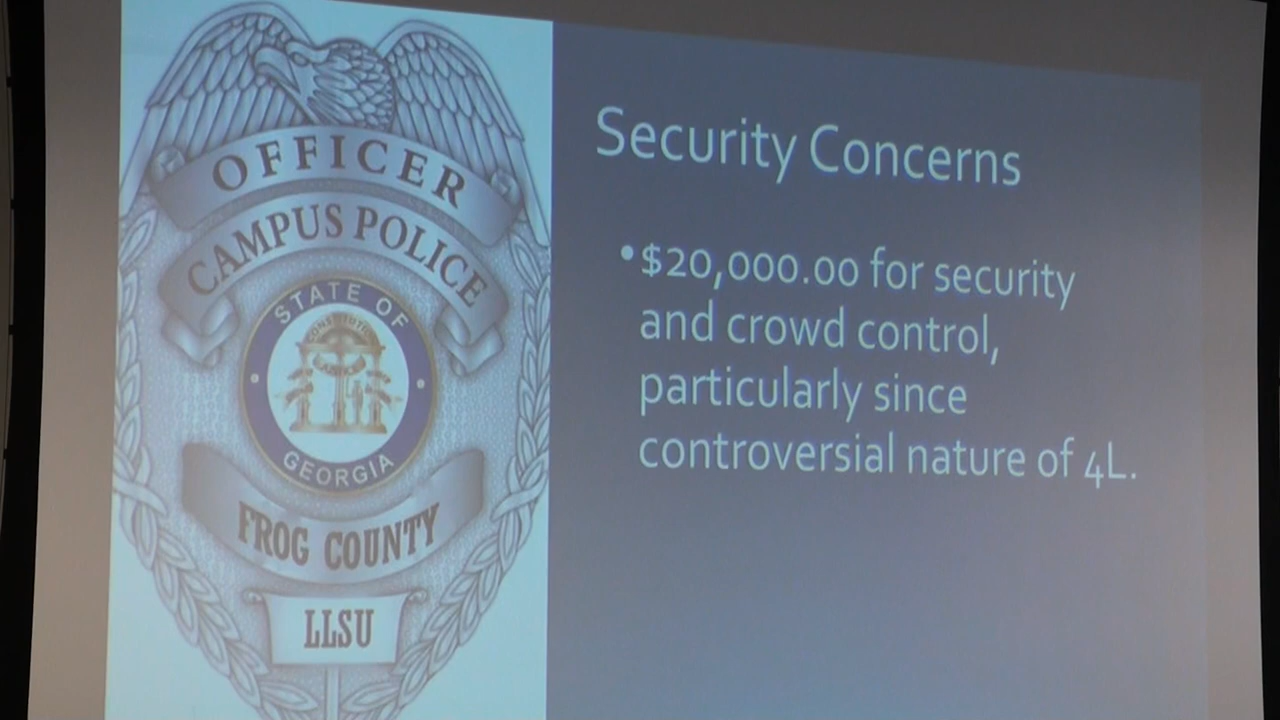 OFFICER
CAMPUS POLICE
STATE OF
CONSTITUTION
GEORGIA
FROG COUNTY
LLSU
Security Concerns
•$20,000.00 for security
and crowd control,
particularly since
controversial nature of 4L.